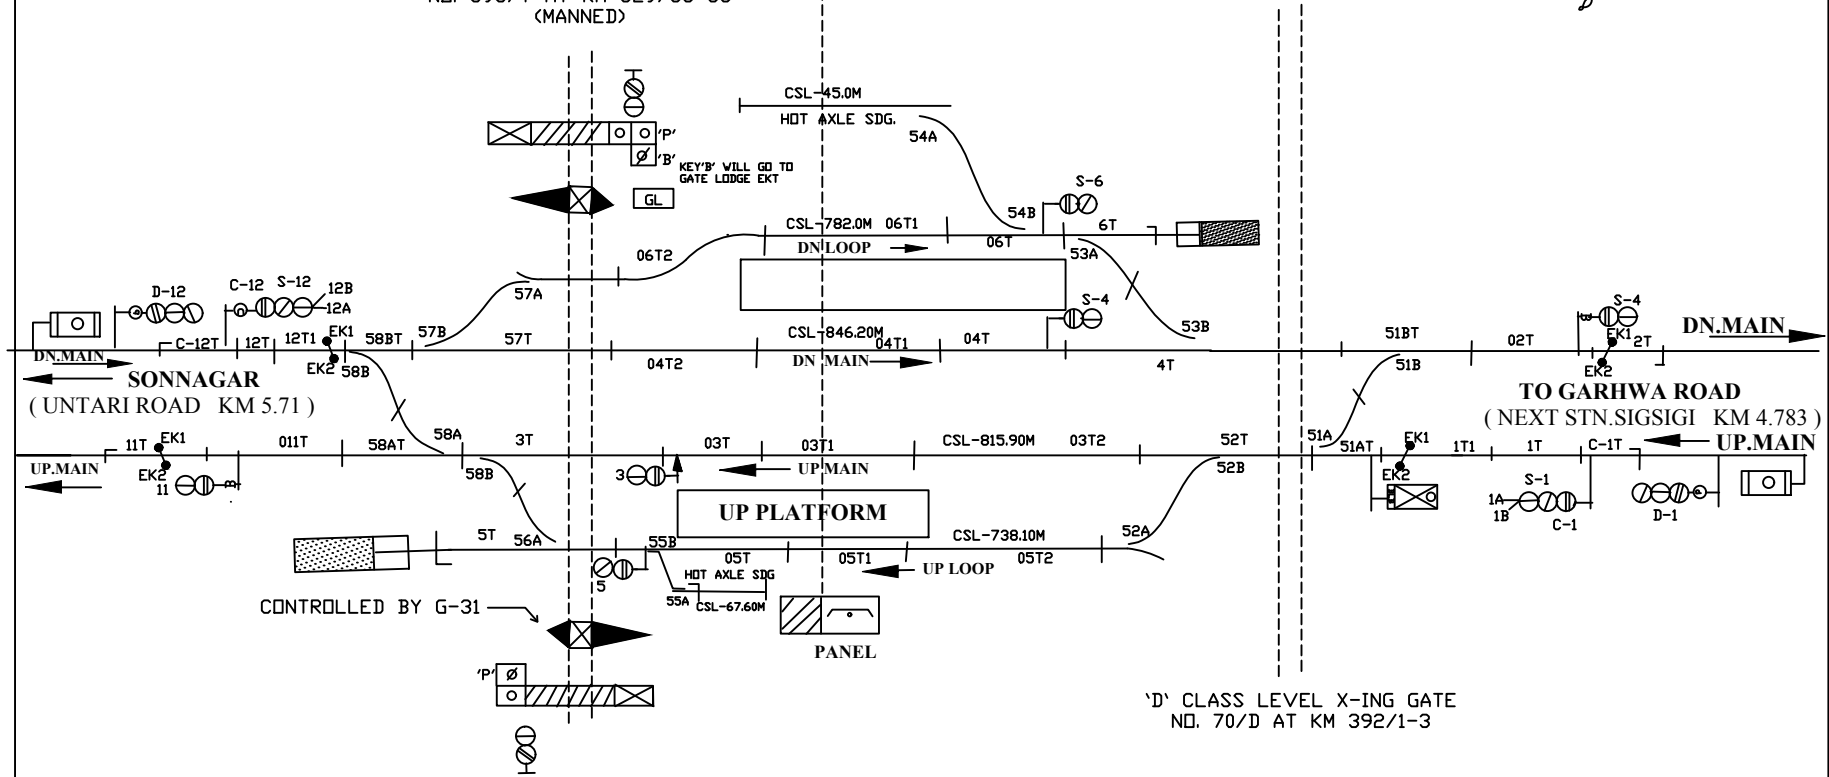 (MANNED)
CSL-45.0M
HOT AXLE SDG.
54A
'P'
'B'
KEY'B' WILL GO TO
GATE LODGE EKT
GL
S-6
54B
CSL-782.0M 06T1
6T
DN LOOP
06T
53A
06T2
57A
D-12
C-12 S-12
12B
12A
S-4
S-4
EK1
57B
53B
DN.MAIN
C-12T 12T 12T1 58BT
57T
CSL-846.20M
04T1
04T
51BT
02T
EK1
2T
DN.MAIN
EK2
58B
04T2
DN MAIN
4T
51B
EK2
SONNAGAR
( UNTARI ROAD KM 5.71 )
TO GARHWA ROAD
( NEXT STN.SIGSIGI KM 4.783 )
11T
EK1
011T
58AT
58A
3T
03T
03T1
CSL-815.90M
03T2
52T
51A
51AT
EK1
1T1
1T
C-1T
UP.MAIN
UP.MAIN
EK2
11
58B
3
UP.MAIN
52B
EK2
S-1
1A
1B
C-1
D-1
UP PLATFORM
5T
56A
55B
05T
05T1
CSL-738.10M
05T2
52A
5
HOT AXLE SDG
UP LOOP
55A
CSL-67.60M
CONTROLLED BY G-31
PANEL
'P'
'D' CLASS LEVEL X-ING GATE
NO. 70/D AT KM 392/1-3